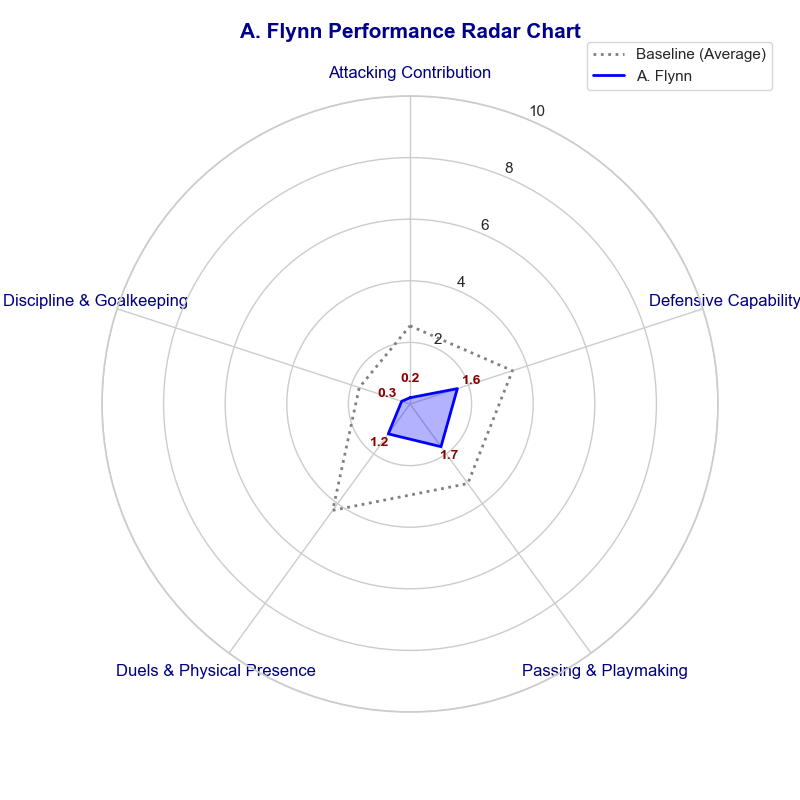 A. Flynn Performance Radar Chart
Baseline (Average)
A. Flynn
Attacking Contribution
10
8
6
4
2
Discipline & Goalkeeping
Defensive Capability
0.2
1.6
0.3
1.2
1.7
Duels & Physical Presence
Passing & Playmaking